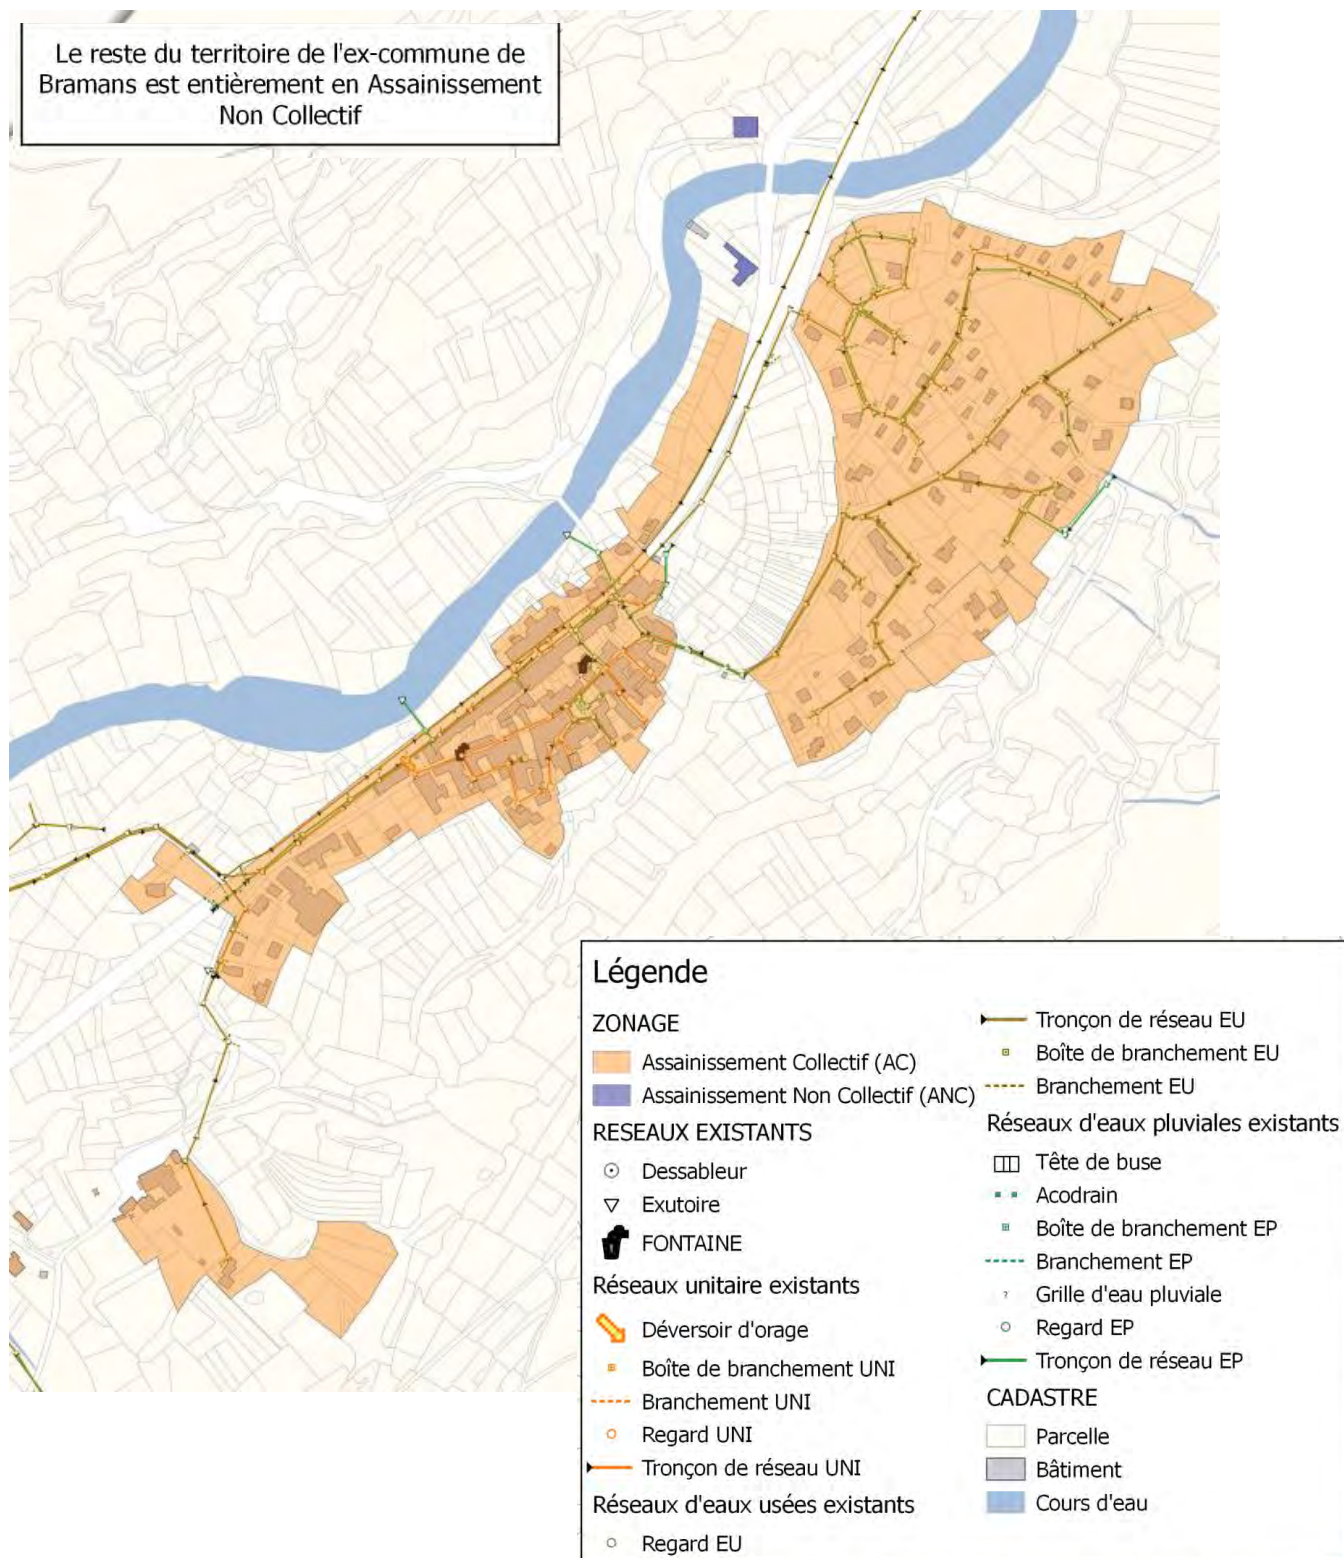 Le reste du territoire de l'ex-commune de
Bramans est entièrement en Assainissement
Non Collectif
Légende
ZONAGE
Assainissement Collectif (AC)
Assainissement Non Collectif (ANC)
RESEAUX EXISTANTS
Dessableur
Exutoire
FONTAINE
Réseaux unitaire existants
Déversoir d'orage
Boîte de branchement UNI
Branchement UNI
Regard UNI
Tronçon de réseau UNI
Réseaux d'eaux usées existants
Regard EU
Tronçon de réseau EU
Boîte de branchement EU
Branchement EU
Réseaux d'eaux pluviales existants
Tête de buse
Acodrain
Boîte de branchement EP
Branchement EP
? Grille d'eau pluviale
Regard EP
Tronçon de réseau EP
CADASTRE
Parcelle
Bâtiment
Cours d'eau